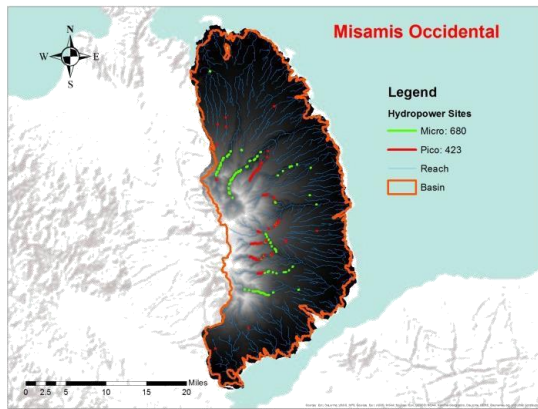 Misamis Occidental
N
W E
S
Legend
Hydropower Sites
Micro: 680
Pico: 423
Reach
Basin
Miles
0 2.5 5 10 15 20